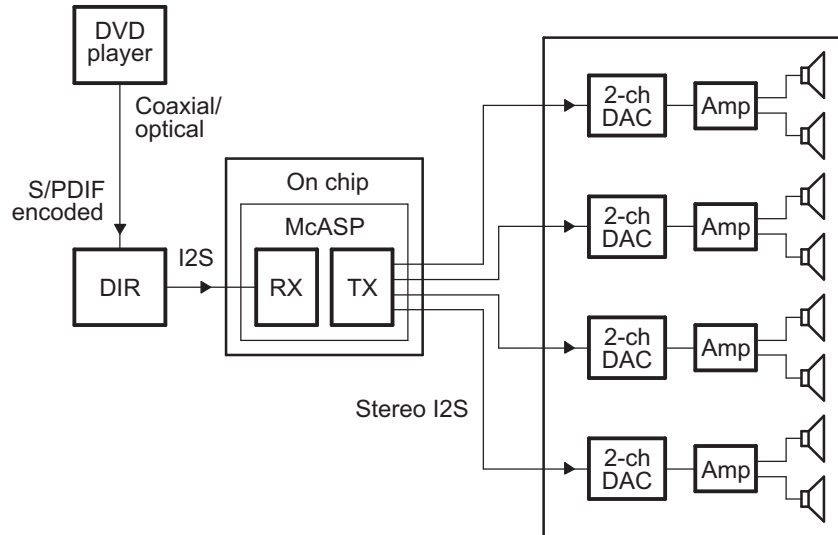 DVD
player
Coaxial/
optical
S/PDIF
encoded
DIR
I2S
On chip
McASP
RX
TX
Stereo I2S
2-ch
DAC
Amp
2-ch
DAC
Amp
2-ch
DAC
Amp
2-ch
DAC
Amp